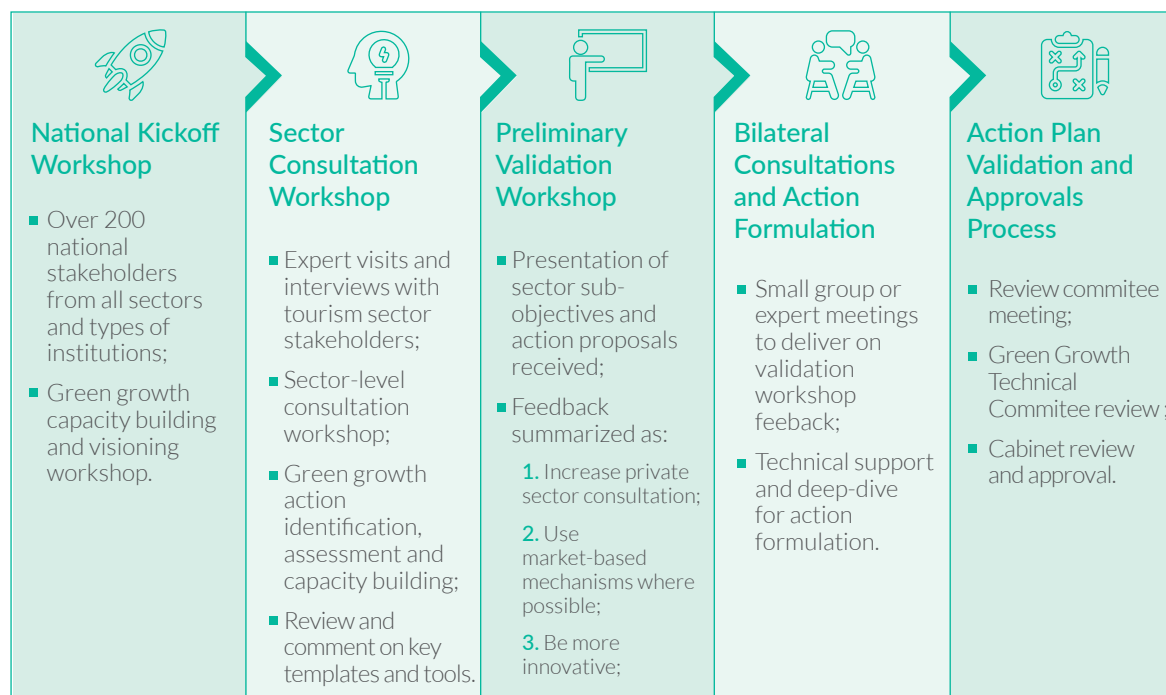 National Kickoff
Workshop
▪ Over 200
national
stakeholders
from all sectors
and types of
institutions;
▪ Green growth
capacity building
and visioning
workshop.
Sector
Consultation
Workshop
▪ Expert visits and
interviews with
tourism sector
stakeholders;
▪ Sector-level
consultation
workshop;
▪ Green growth
action
identification,
assessment and
capacity building;
▪ Review and
comment on key
templates and tools.
Preliminary
Validation
Workshop
▪ Presentation of
sector sub-
objectives and
action proposals
received;
▪ Feedback
summarized as:
1. Increase private
sector consultation;
2. Use
market-based
mechanisms where
possible;
3. Be more
innovative;
Bilateral
Consultations
and Action
Formulation
▪ Small group or
expert meetings
to deliver on
validation
workshop
feeback;
▪ Technical support
and deep-dive
for action
formulation.
Action Plan
Validation and
Approvals
Process
▪ Review commitee
meeting;
▪ Green Growth
Technical
Commitee review ;
▪ Cabinet review
and approval.